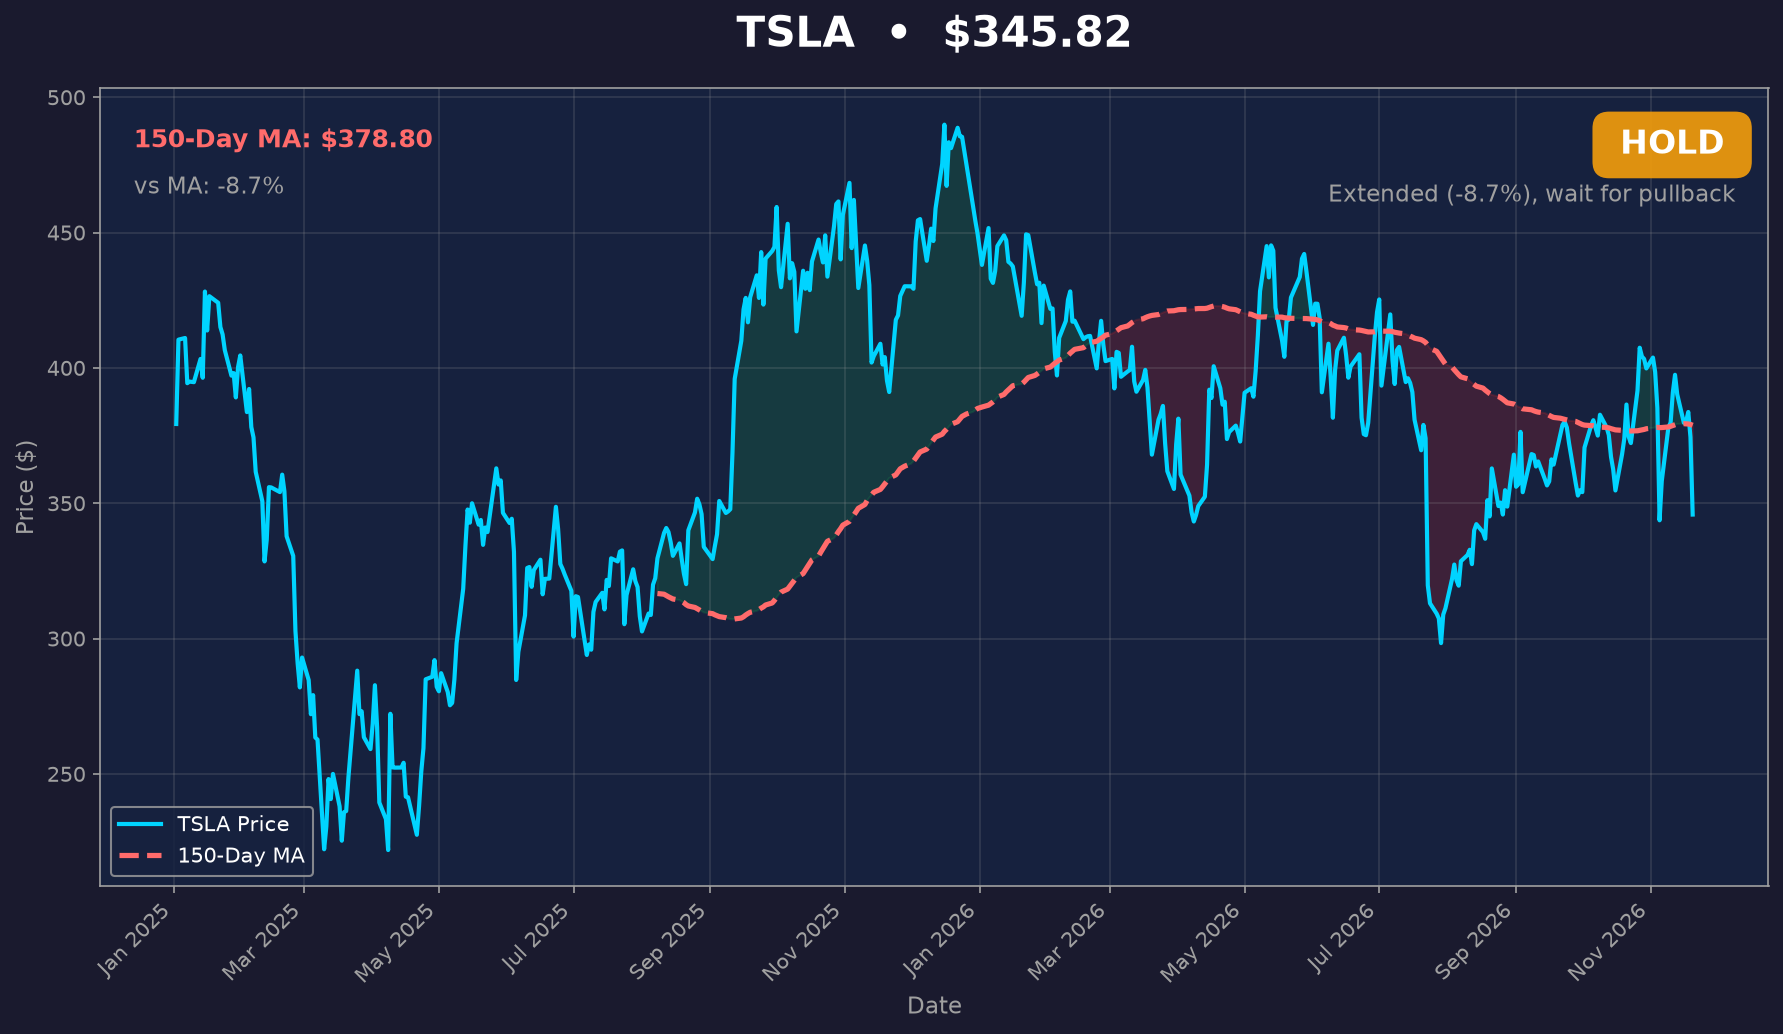 TSLA • $345.82
150-Day MA: $378.80
vs MA: -8.7%
HOLD
Extended (-8.7%), wait for pullback
Price ($)
500
450
400
350
300
250
TSLA Price
150-Day MA
Jan 2025
Mar 2025
May 2025
Jul 2025
Sep 2025
Nov 2025
Jan 2026
Mar 2026
May 2026
Jul 2026
Sep 2026
Nov 2026
Date